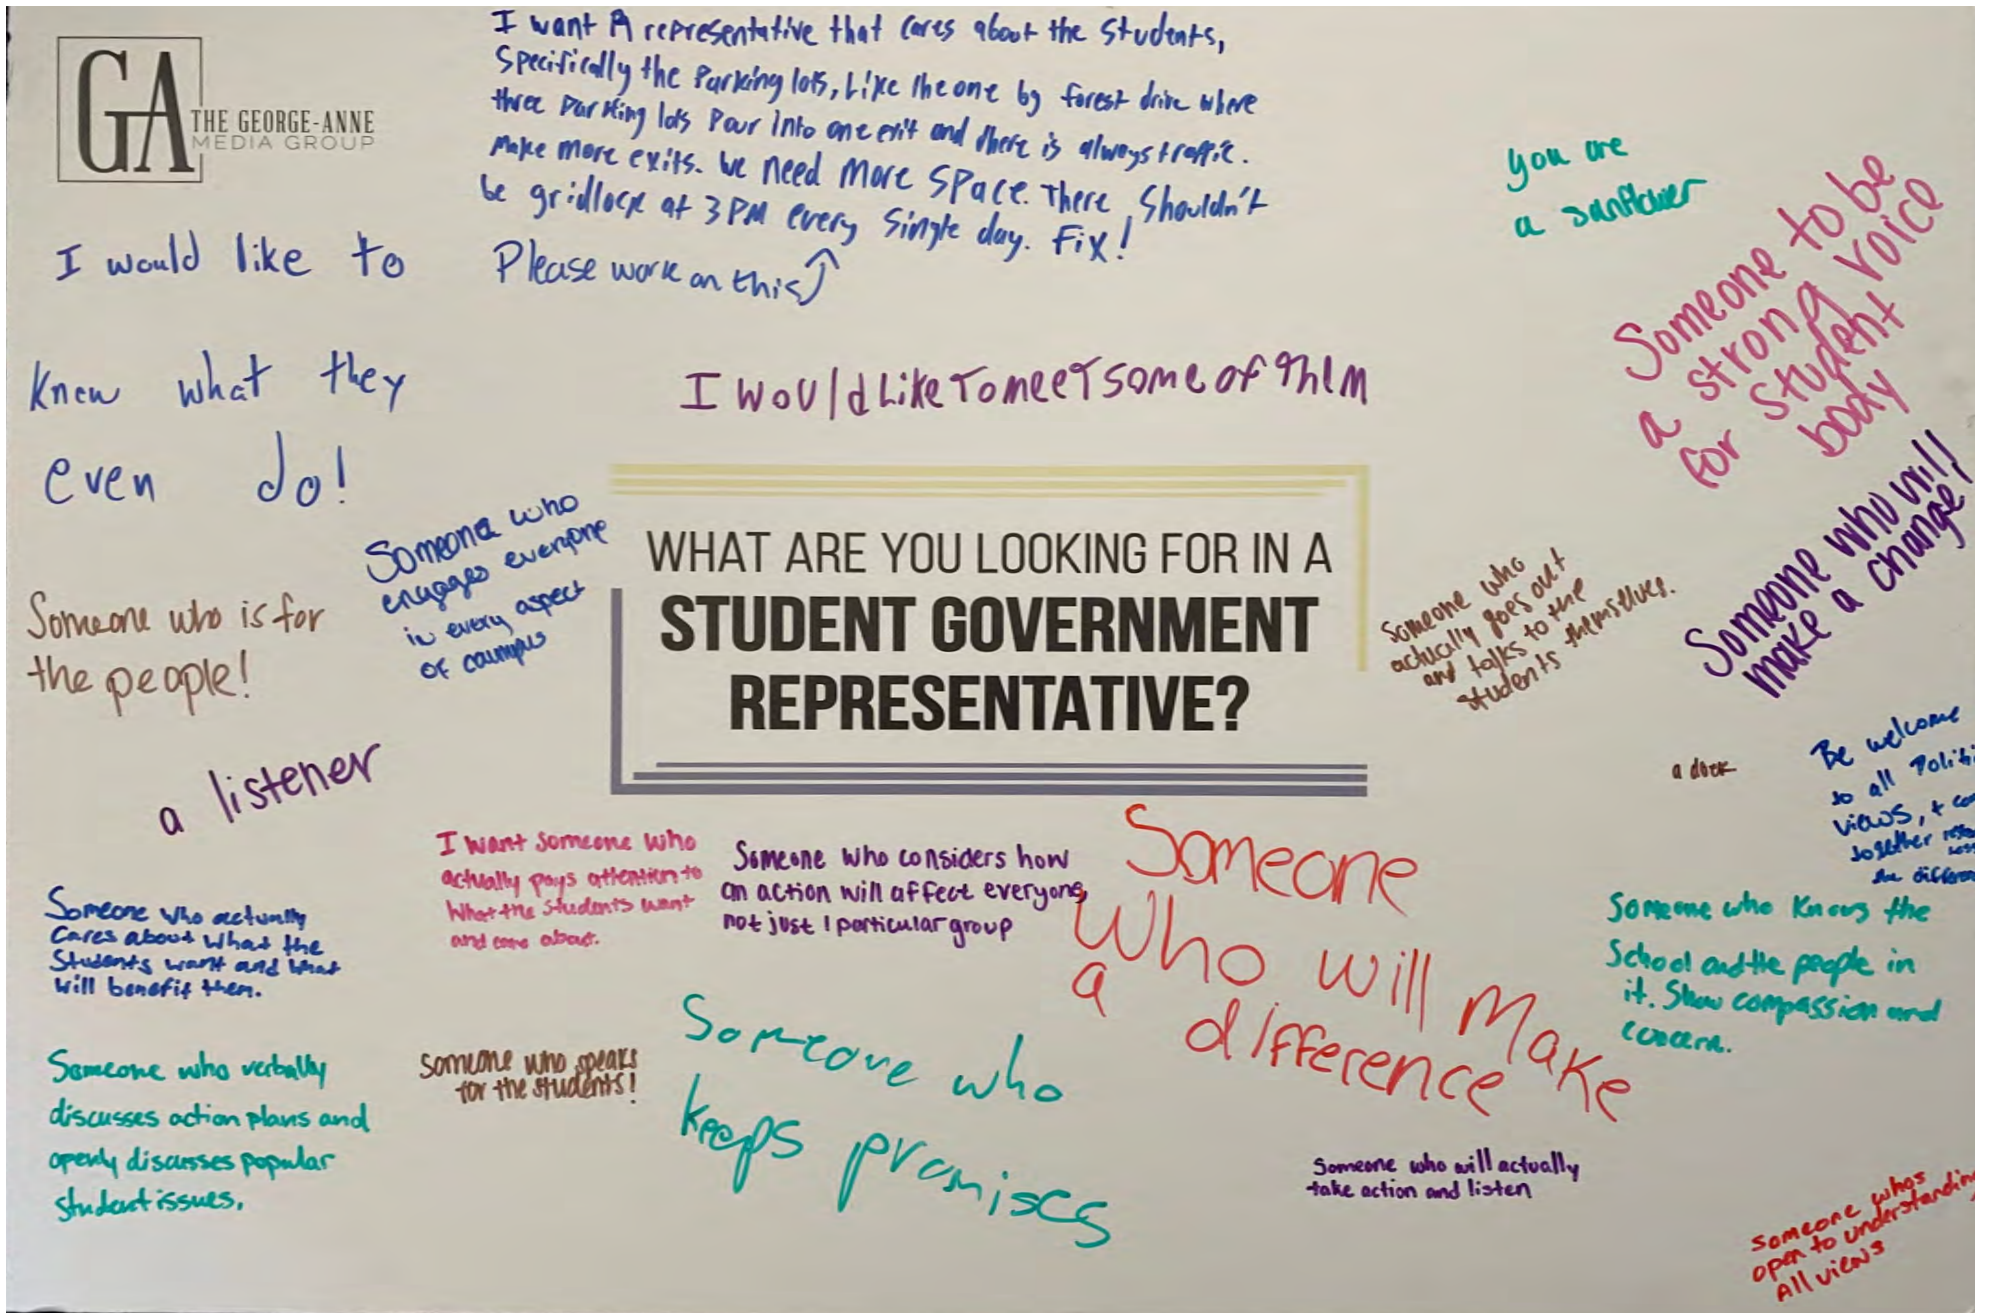 GA THE GEORGE-ANNE
MEDIA GROUP
I want A representative that cares about the Students,
Specifically the Parking lots, Like the one by forest drive where
three parking lots Pour into one exit and there is always traffic.
Make more exits. We need More Space. There Shouldn't
be gridlock at 3 PM every Single day. Fix!
Please work on this
you are
a sunflower
Someone to be
a strong voice
for Student
body
I would like to
know what they
even do!
I Would Like To meeT some of them
Someone who
engages everyone
in every aspect
of campus
WHAT ARE YOU LOOKING FOR IN A
STUDENT GOVERNMENT
REPRESENTATIVE?
Someone who will
make a change!
Someone who
actually goes out
and talks to the
students themselves.
Someone who is for
the people!
a listener
Be welcome
to all
views, +
together
the
I want someone who
actually pays attention to
What the Students want
and care about.
Someone who considers how
an action will affect everyone,
not just 1 particular group
Someone
Who will Make
a difference
Someone who actually
Cares about what the
Students want and what
will benefit them.
Someone who Knows the
School and the people in
it. Show compassion and
concern.
Someone who verbally
discusses action plans and
openly discusses popular
student issues.
Someone who speaks
for the students!
Someone who
keeps promises
Someone who will actually
take action and listen
someone whos
open to understanding
All views